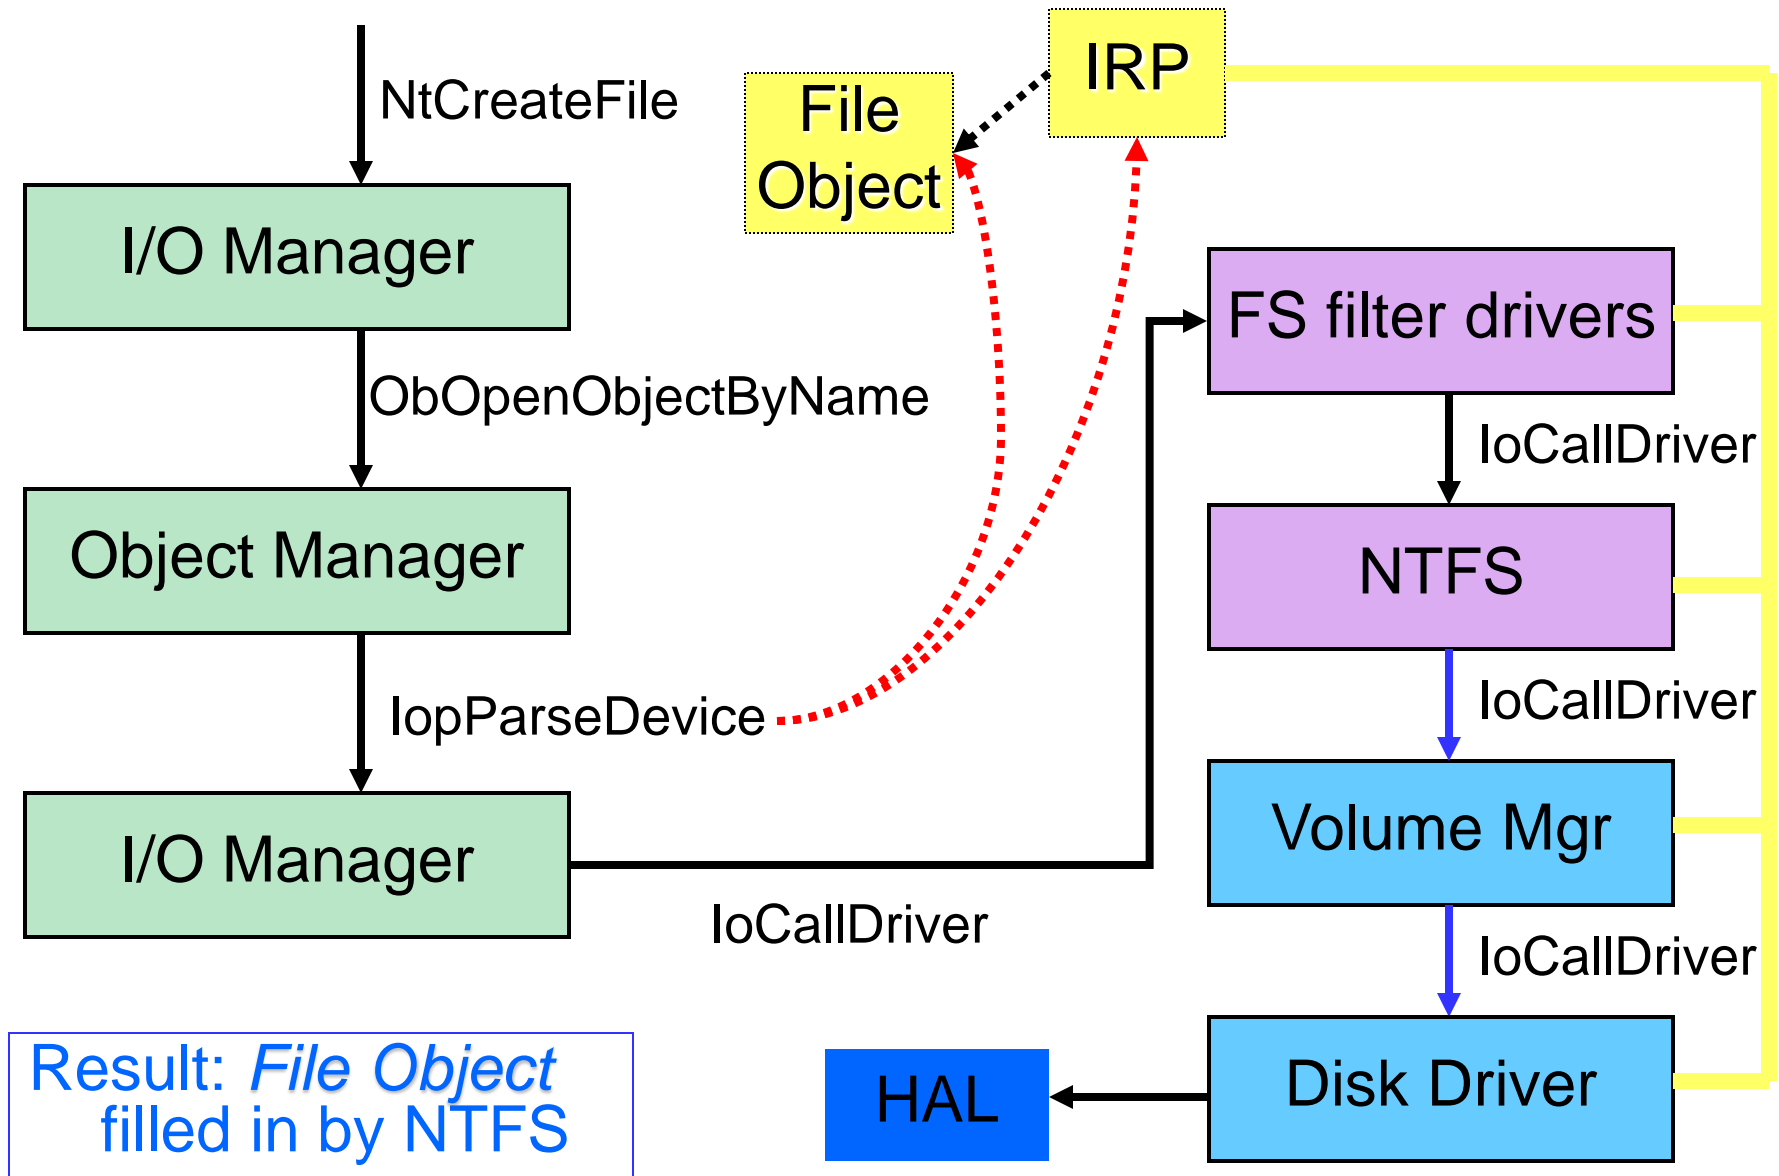 NtCreateFile
I/O Manager
ObOpenObjectByName
Object Manager
IopParseDevice
I/O Manager
IoCallDriver
File
Object
IRP
FS filter drivers
IoCallDriver
NTFS
IoCallDriver
Volume Mgr
IoCallDriver
Disk Driver
HAL
Result: File Object
filled in by NTFS